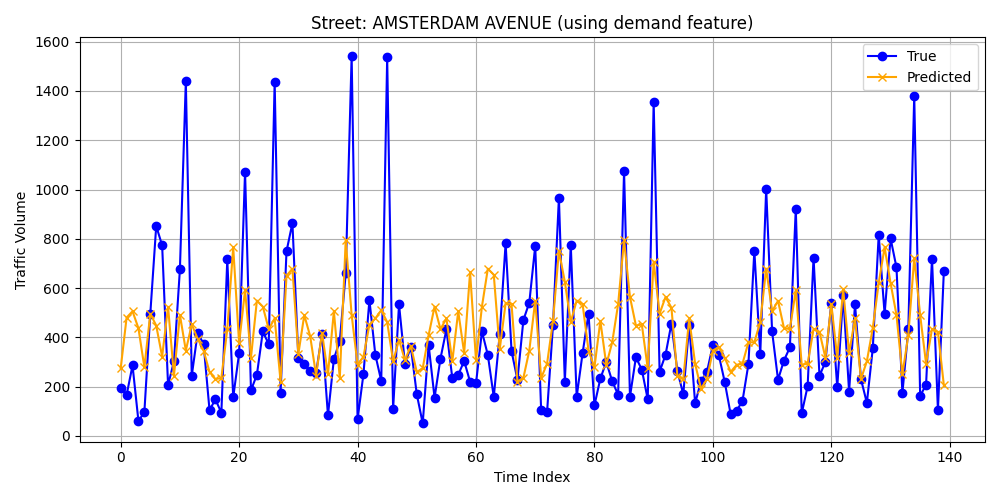 Street: AMSTERDAM AVENUE (using demand feature)
True
Predicted
Traffic Volume
1600
1400
1200
1000
800
600
400
200
0
0 20 40 60 80 100 120 140
Time Index